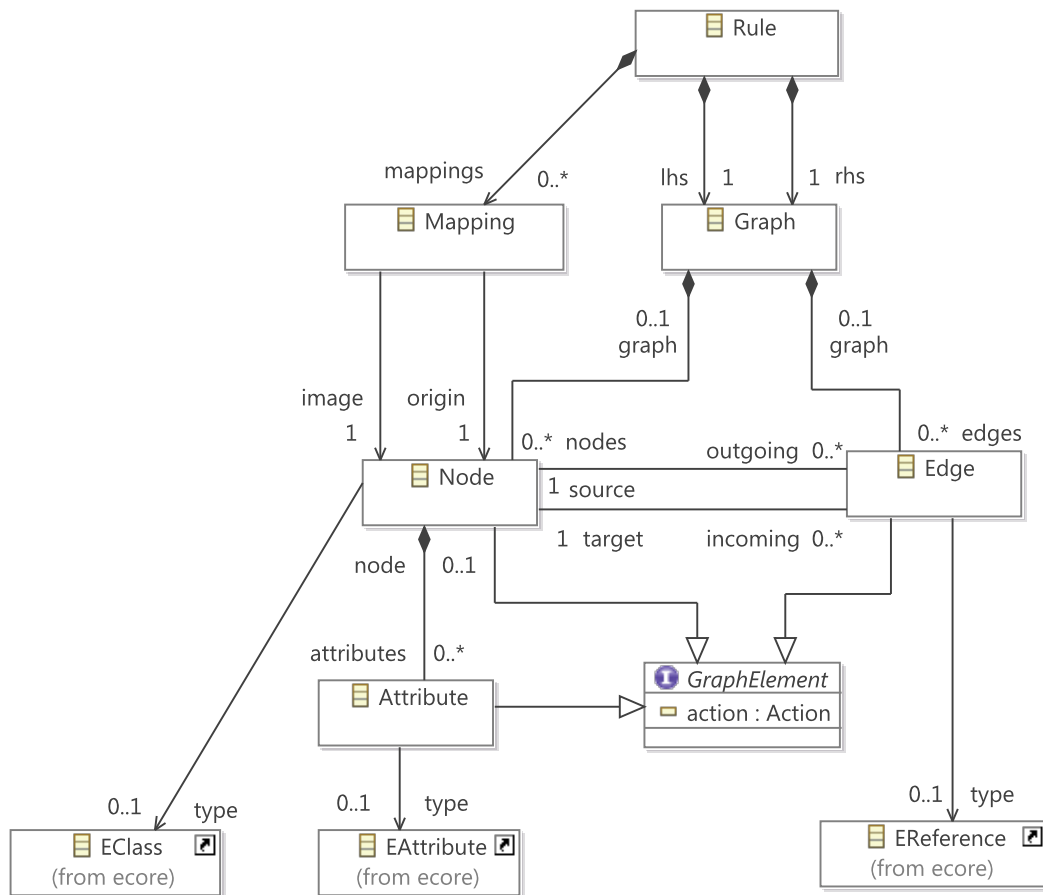 Rule
mappings
0..*
lhs 1
1 rhs
Mapping
Graph
0..1
graph
0..1
graph
image
1
origin
1
0..* nodes
0..* edges
outgoing 0..*
Node
Edge
1 source
1 target
incoming 0..*
node 0..1
attributes 0..*
GraphElement
action : Action
Attribute
0..1 type
0..1 type
0..1 type
EClass
(from ecore)
EAttribute
(from ecore)
EReference
(from ecore)